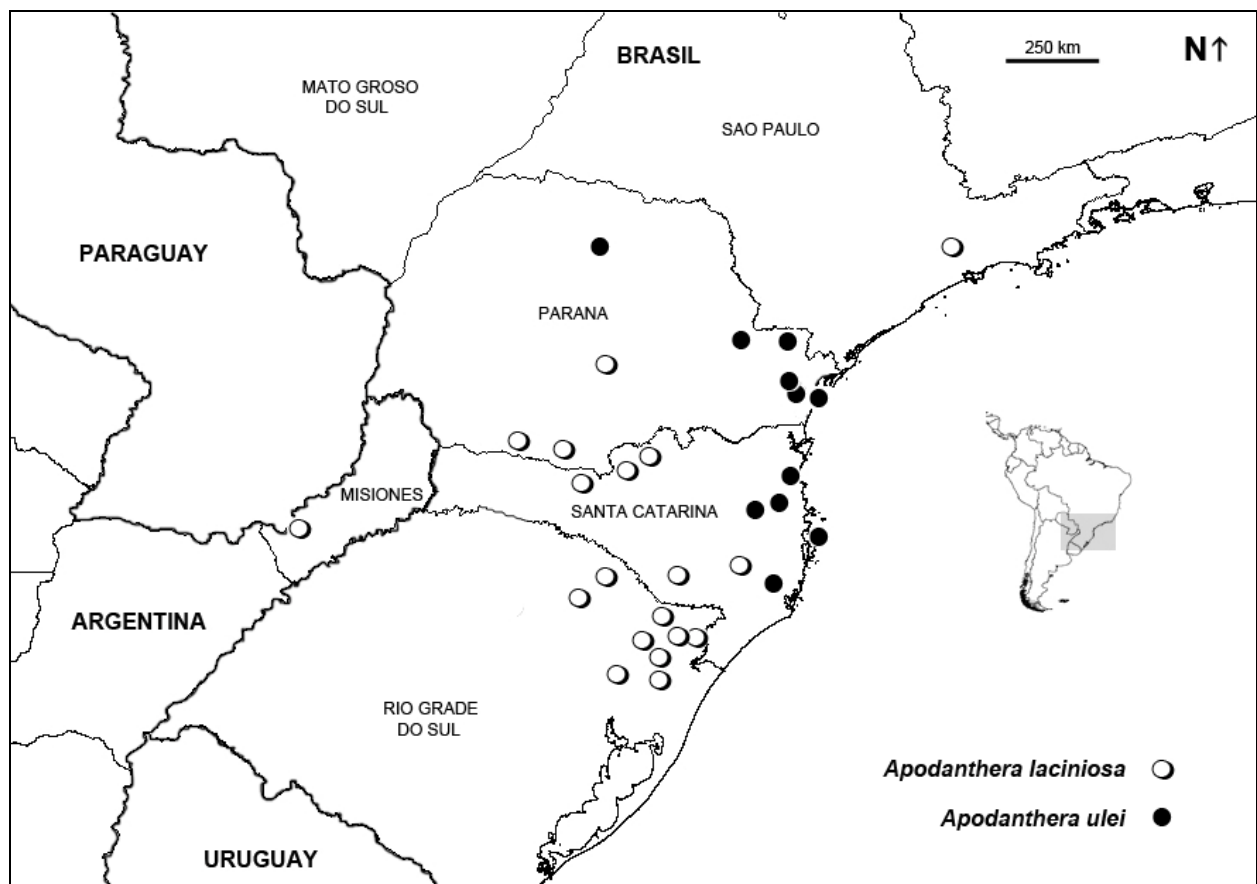 BRASIL
250 km
N↑
MATO GROSO
DO SUL
SAO PAULO
PARAGUAY
PARANA
MISIONES
SANTA CATARINA
ARGENTINA
RIO GRADE
DO SUL
Apodanthera laciniosa
Apodanthera ulei
URUGUAY